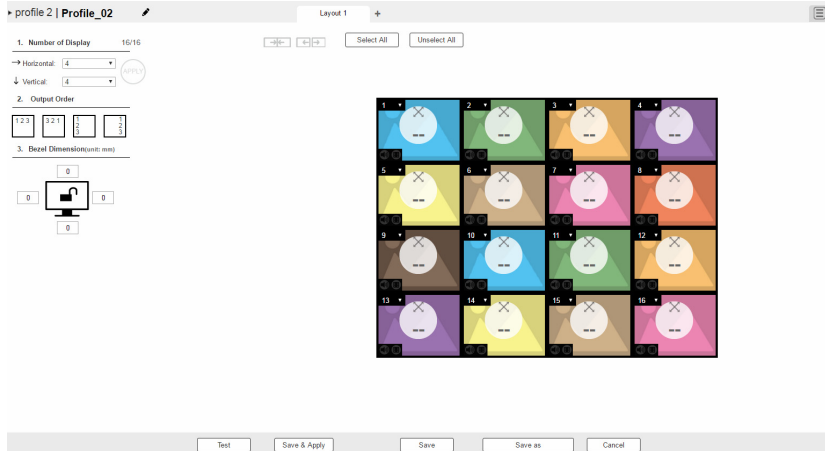 profile 2 | Profile_02
Layout 1 +
1. Number of Display 16/16
Select All Unselect All
Horizontal: 4
APPLY
Vertical: 4
2. Output Order
1 2 3
3 2 1
1
2
3
1
2
3
3. Bezel Dimension(unit: mm)
0
0 0
0
1 2 3 4
-- -- -- --
5 6 7 8
-- -- -- --
9 10 11 12
-- -- -- --
13 14 15 16
-- -- -- --
Test Save & Apply Save Save as Cancel